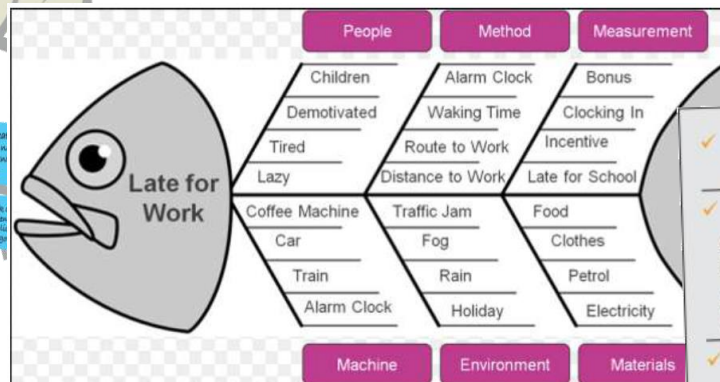 People
Method
Measurement
Children
Demotivated
Tired
Lazy
Alarm Clock
Waking Time
Route to Work
Distance to Work
Bonus
Clocking In
Incentive
Late for School
Late for
Work
Coffee Machine
Car
Train
Alarm Clock
Traffic Jam
Fog
Rain
Holiday
Food
Clothes
Petrol
Electricity
Machine
Environment
Materials